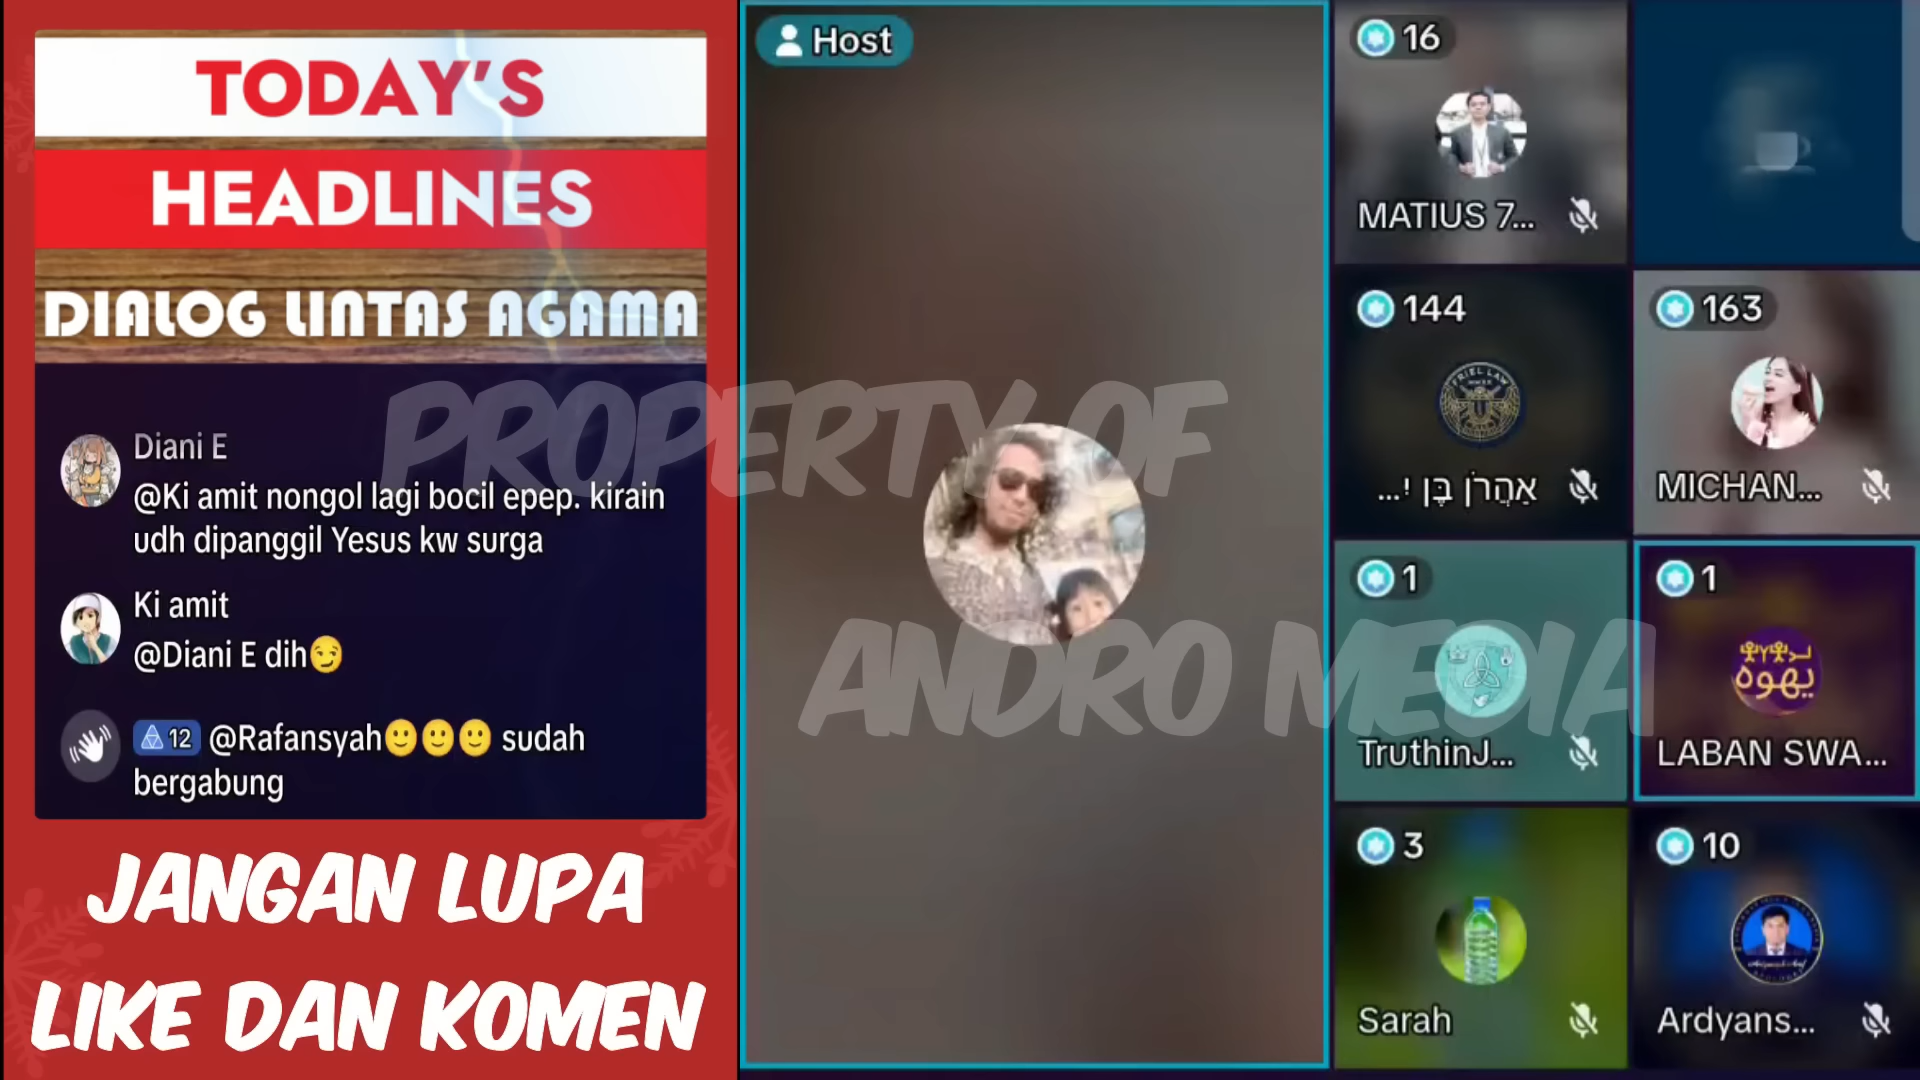 TODAY'S
HEADLINES
DIALOG LINTAS AGAMA
Diani E
@Ki amit nongol lagi bocil epep. kirain
udh dipanggil Yesus kw surga
Ki amit
@Diani E dih😏
12 @Rafansyah🙂🙂🙂 sudah
bergabung
JANGAN LUPA
LIKE DAN KOMEN
PROPERTY OF
ANDRO MEDIA
Host
16
MATIUS 7...
144
אַהֲרֹן בֶּן י...
163
MICHAN...
1
TruthinJ...
1
یهوه
LABAN SWA...
3
Sarah
10
Ardyans...